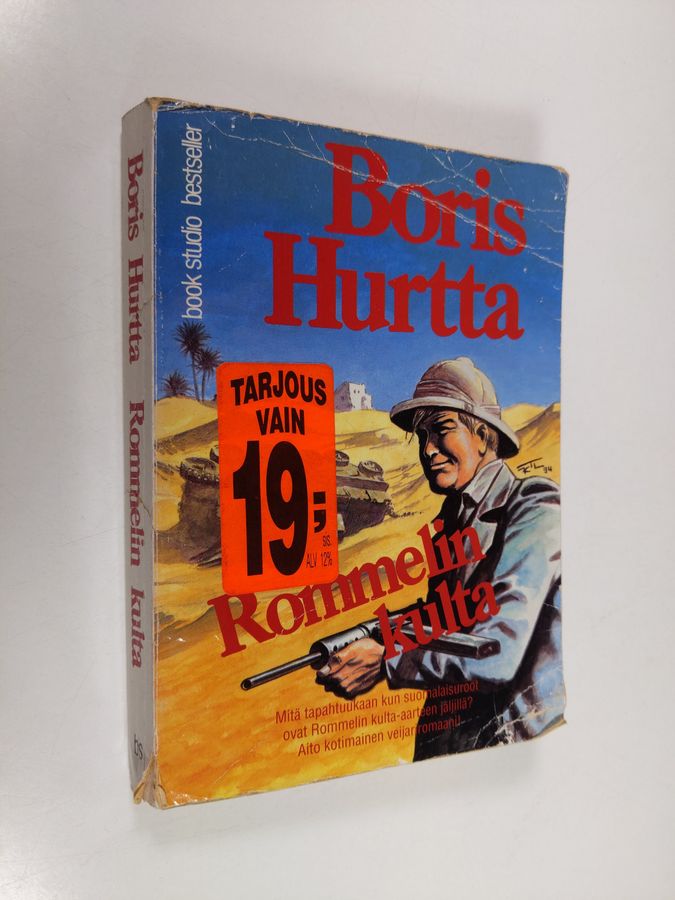 Boris Hurtta Rommelin kulta
bs
book studio bestseller
Boris
Hurtta
TARJOUS
VAIN
19,-
SIS.
ALV 12%
Rommelin
kulta
Mitä tapahtuukaan kun suomalaisuroot
ovat Rommelin kulta-aarteen jäljillä?
Aito kotimainen veijariromaani!